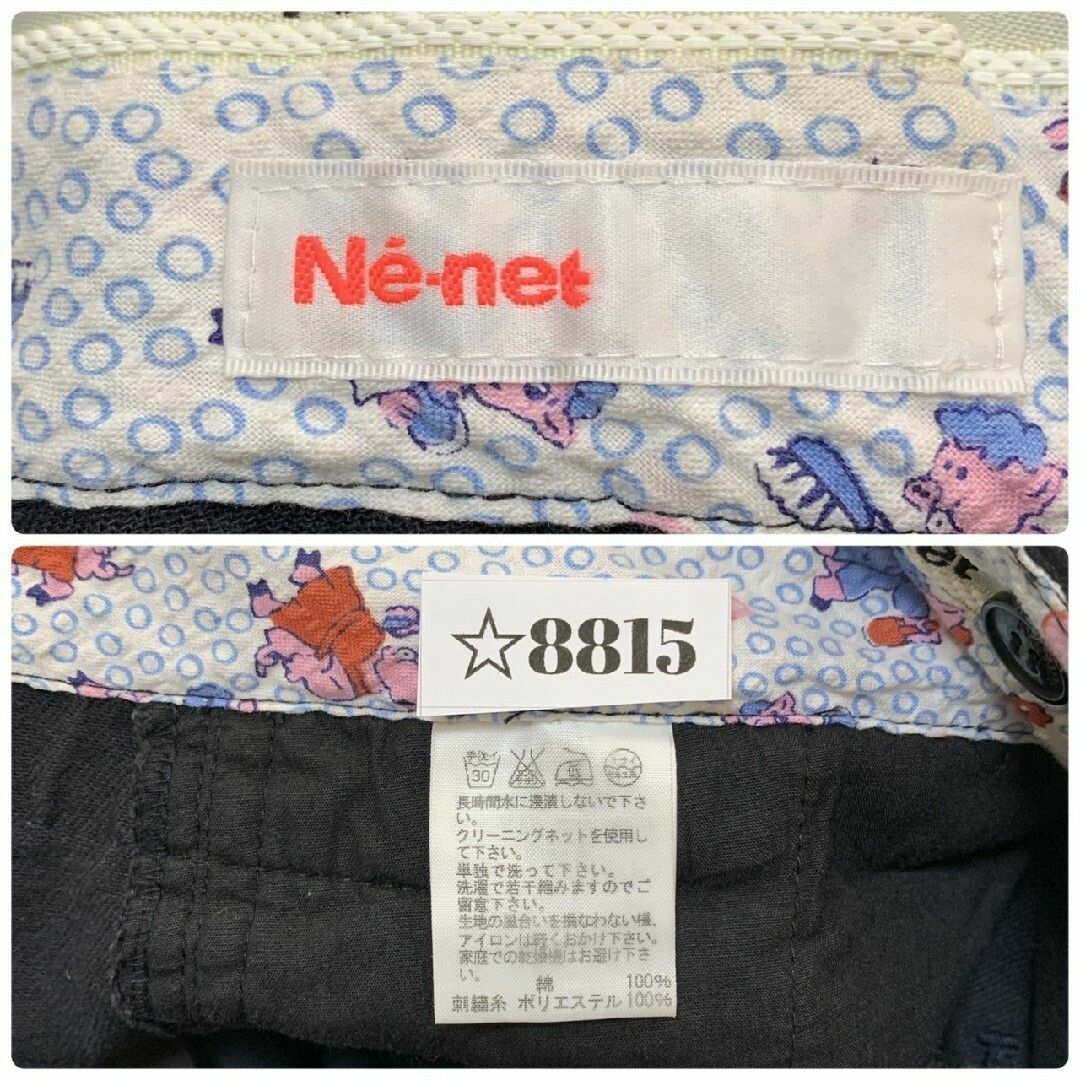 Né-net
☆8815
手洗イ
30
長時間水に浸漬しないで下さ
い。
クリーニングネットを使用し
て下さい。
単独で洗って下さい。
洗濯で若干縮みますのでご
留意下さい。
生地の風合いを損なわない様、
アイロンは軽くおかけ下さい。
家庭での乾燥機はお避け下さ
い。
綿 100%
刺繍糸 ポリエステル 100%